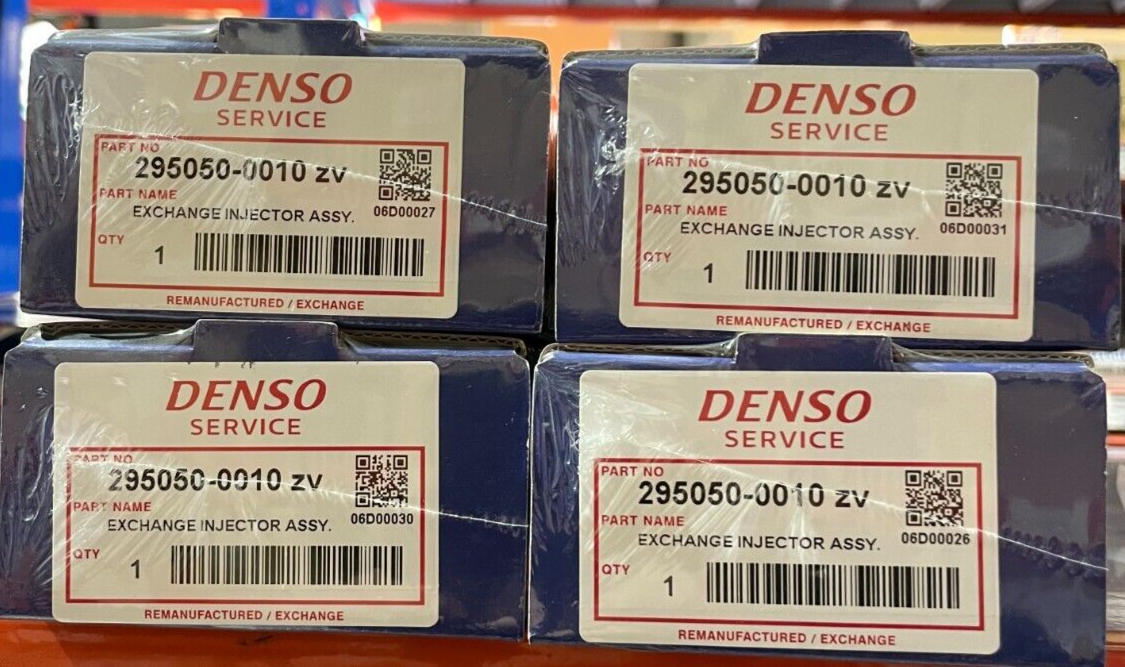 DENSO
SERVICE
PART NO
295050-0010 zv
PART NAME
EXCHANGE INJECTOR ASSY.
06D00027
QTY
1
REMANUFACTURED / EXCHANGE
DENSO
SERVICE
PART NO
295050-0010 zv
PART NAME
EXCHANGE INJECTOR ASSY.
06D00031
QTY
1
REMANUFACTURED / EXCHANGE
DENSO
SERVICE
PART NO
295050-0010 zv
PART NAME
EXCHANGE INJECTOR ASSY.
06D00030
QTY
1
REMANUFACTURED / EXCHANGE
DENSO
SERVICE
PART NO
295050-0010 zv
PART NAME
EXCHANGE INJECTOR ASSY.
06D00026
QTY
1
REMANUFACTURED / EXCHANGE